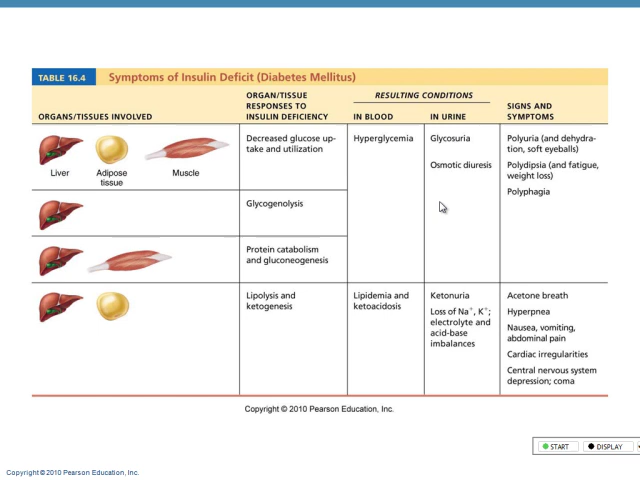 TABLE 16.4 Symptoms of Insulin Deficit (Diabetes Mellitus)
ORGANS/TISSUES INVOLVED
ORGAN/TISSUE
RESPONSES TO
INSULIN DEFICIENCY
RESULTING CONDITIONS
IN BLOOD
IN URINE
SIGNS AND
SYMPTOMS
Liver
Adipose
tissue
Muscle
Decreased glucose up-
take and utilization
Hyperglycemia
Glycosuria
Osmotic diuresis
Polyuria (and dehydra-
tion, soft eyeballs)
Polydipsia (and fatigue,
weight loss)
Polyphagia
Glycogenolysis
Protein catabolism
and gluconeogenesis
Lipolysis and
ketogenesis
Lipidemia and
ketoacidosis
Ketonuria
Loss of Na⁺, K⁺;
electrolyte and
acid-base
imbalances
Acetone breath
Hyperpnea
Nausea, vomiting,
abdominal pain
Cardiac irregularities
Central nervous system
depression; coma
Copyright © 2010 Pearson Education, Inc.
START
DISPLAY
Copyright © 2010 Pearson Education, Inc.